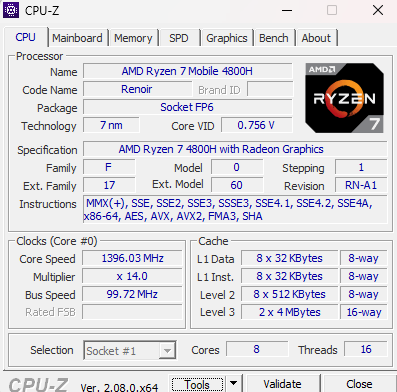 CPU-Z
CPU Mainboard Memory SPD Graphics Bench About
Processor
Name AMD Ryzen 7 Mobile 4800H
Code Name Renoir Brand ID
Package Socket FP6
Technology 7 nm Core VID 0.756 V
AMD
RYZEN
7
Specification AMD Ryzen 7 4800H with Radeon Graphics
Family F Model 0 Stepping 1
Ext. Family 17 Ext. Model 60 Revision RN-A1
Instructions MMX(+), SSE, SSE2, SSE3, SSSE3, SSE4.1, SSE4.2, SSE4A,
x86-64, AES, AVX, AVX2, FMA3, SHA
Clocks (Core #0)
Core Speed 1396.03 MHz
Multiplier x 14.0
Bus Speed 99.72 MHz
Rated FSB
Cache
L1 Data 8 x 32 KBytes 8-way
L1 Inst. 8 x 32 KBytes 8-way
Level 2 8 x 512 KBytes 8-way
Level 3 2 x 4 MBytes 16-way
Selection Socket #1 Cores 8 Threads 16
CPU-Z Ver. 2.08.0.x64 Tools Validate Close